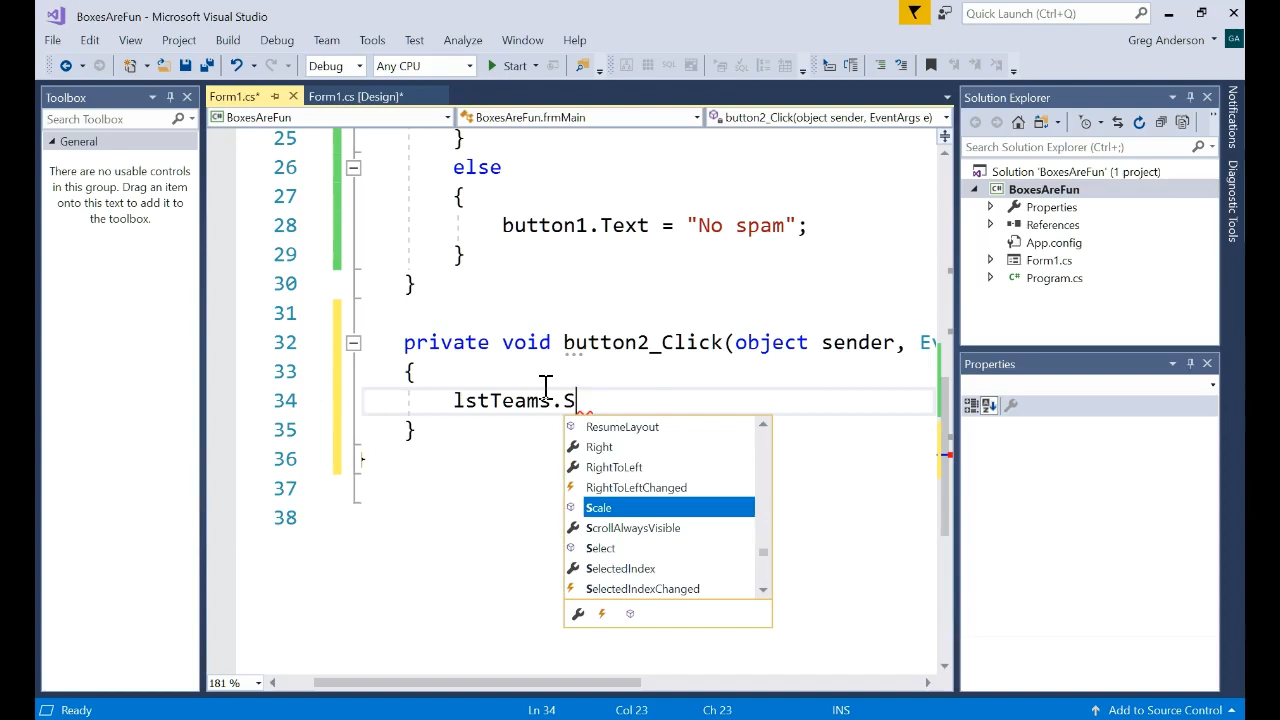 BoxesAreFun - Microsoft Visual Studio
Quick Launch (Ctrl+Q)
File Edit View Project Build Debug Team Tools Test Analyze Window Help
Greg Anderson GA
Debug Any CPU Start
Toolbox
Search Toolbox
General
There are no usable controls
in this group. Drag an item
onto this text to add it to the
toolbox.
Form1.cs* Form1.cs [Design]*
BoxesAreFun BoxesAreFun.frmMain button2_Click(object sender, EventArgs e)
25 }
26 else
27 {
28 button1.Text = "No spam";
29 }
30 }
31
32 private void button2_Click(object sender, Ev
33 {
34 lstTeams.S
35 }
36
37
38
ResumeLayout
Right
RightToLeft
RightToLeftChanged
Scale
ScrollAlwaysVisible
Select
SelectedIndex
SelectedIndexChanged
181 %
Solution Explorer
Search Solution Explorer (Ctrl+;)
Solution 'BoxesAreFun' (1 project)
BoxesAreFun
Properties
References
App.config
Form1.cs
C# Program.cs
Properties
Notifications
Diagnostic Tools
Ready Ln 34 Col 23 Ch 23 INS Add to Source Control